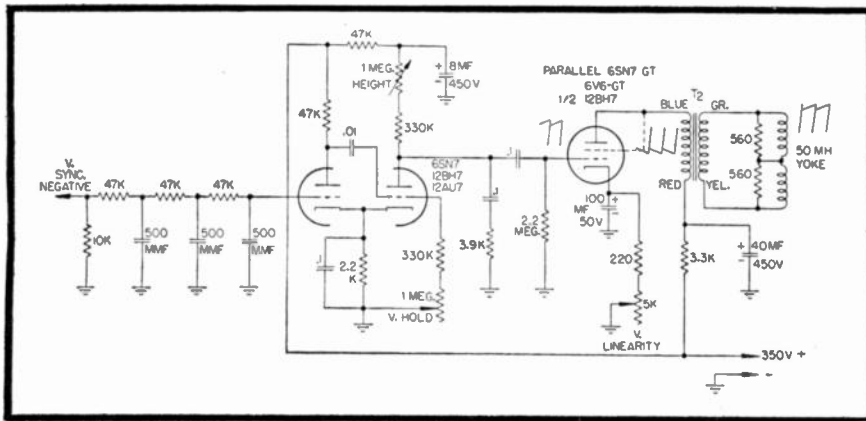 47K
1 MEG.
HEIGHT
8MF
450V
47K
.01
330K
PARALLEL 6SN7 GT
6V6-GT
1/2 12BH7
BLUE
T2
GR.
560
560
50 MH
YOKE
RED
YEL.
V.
SYNC.
NEGATIVE
47K
47K
47K
6SN7
12BH7
12AU7
.1
.1
100
MF
50V
10K
500
MMF
500
MMF
500
MMF
.1
2.2
K
330K
3.9K
2.2
MEG.
220
3.3K
40MF
450V
1 MEG.
V. HOLD
5K
V.
LINEARITY
350V +
-